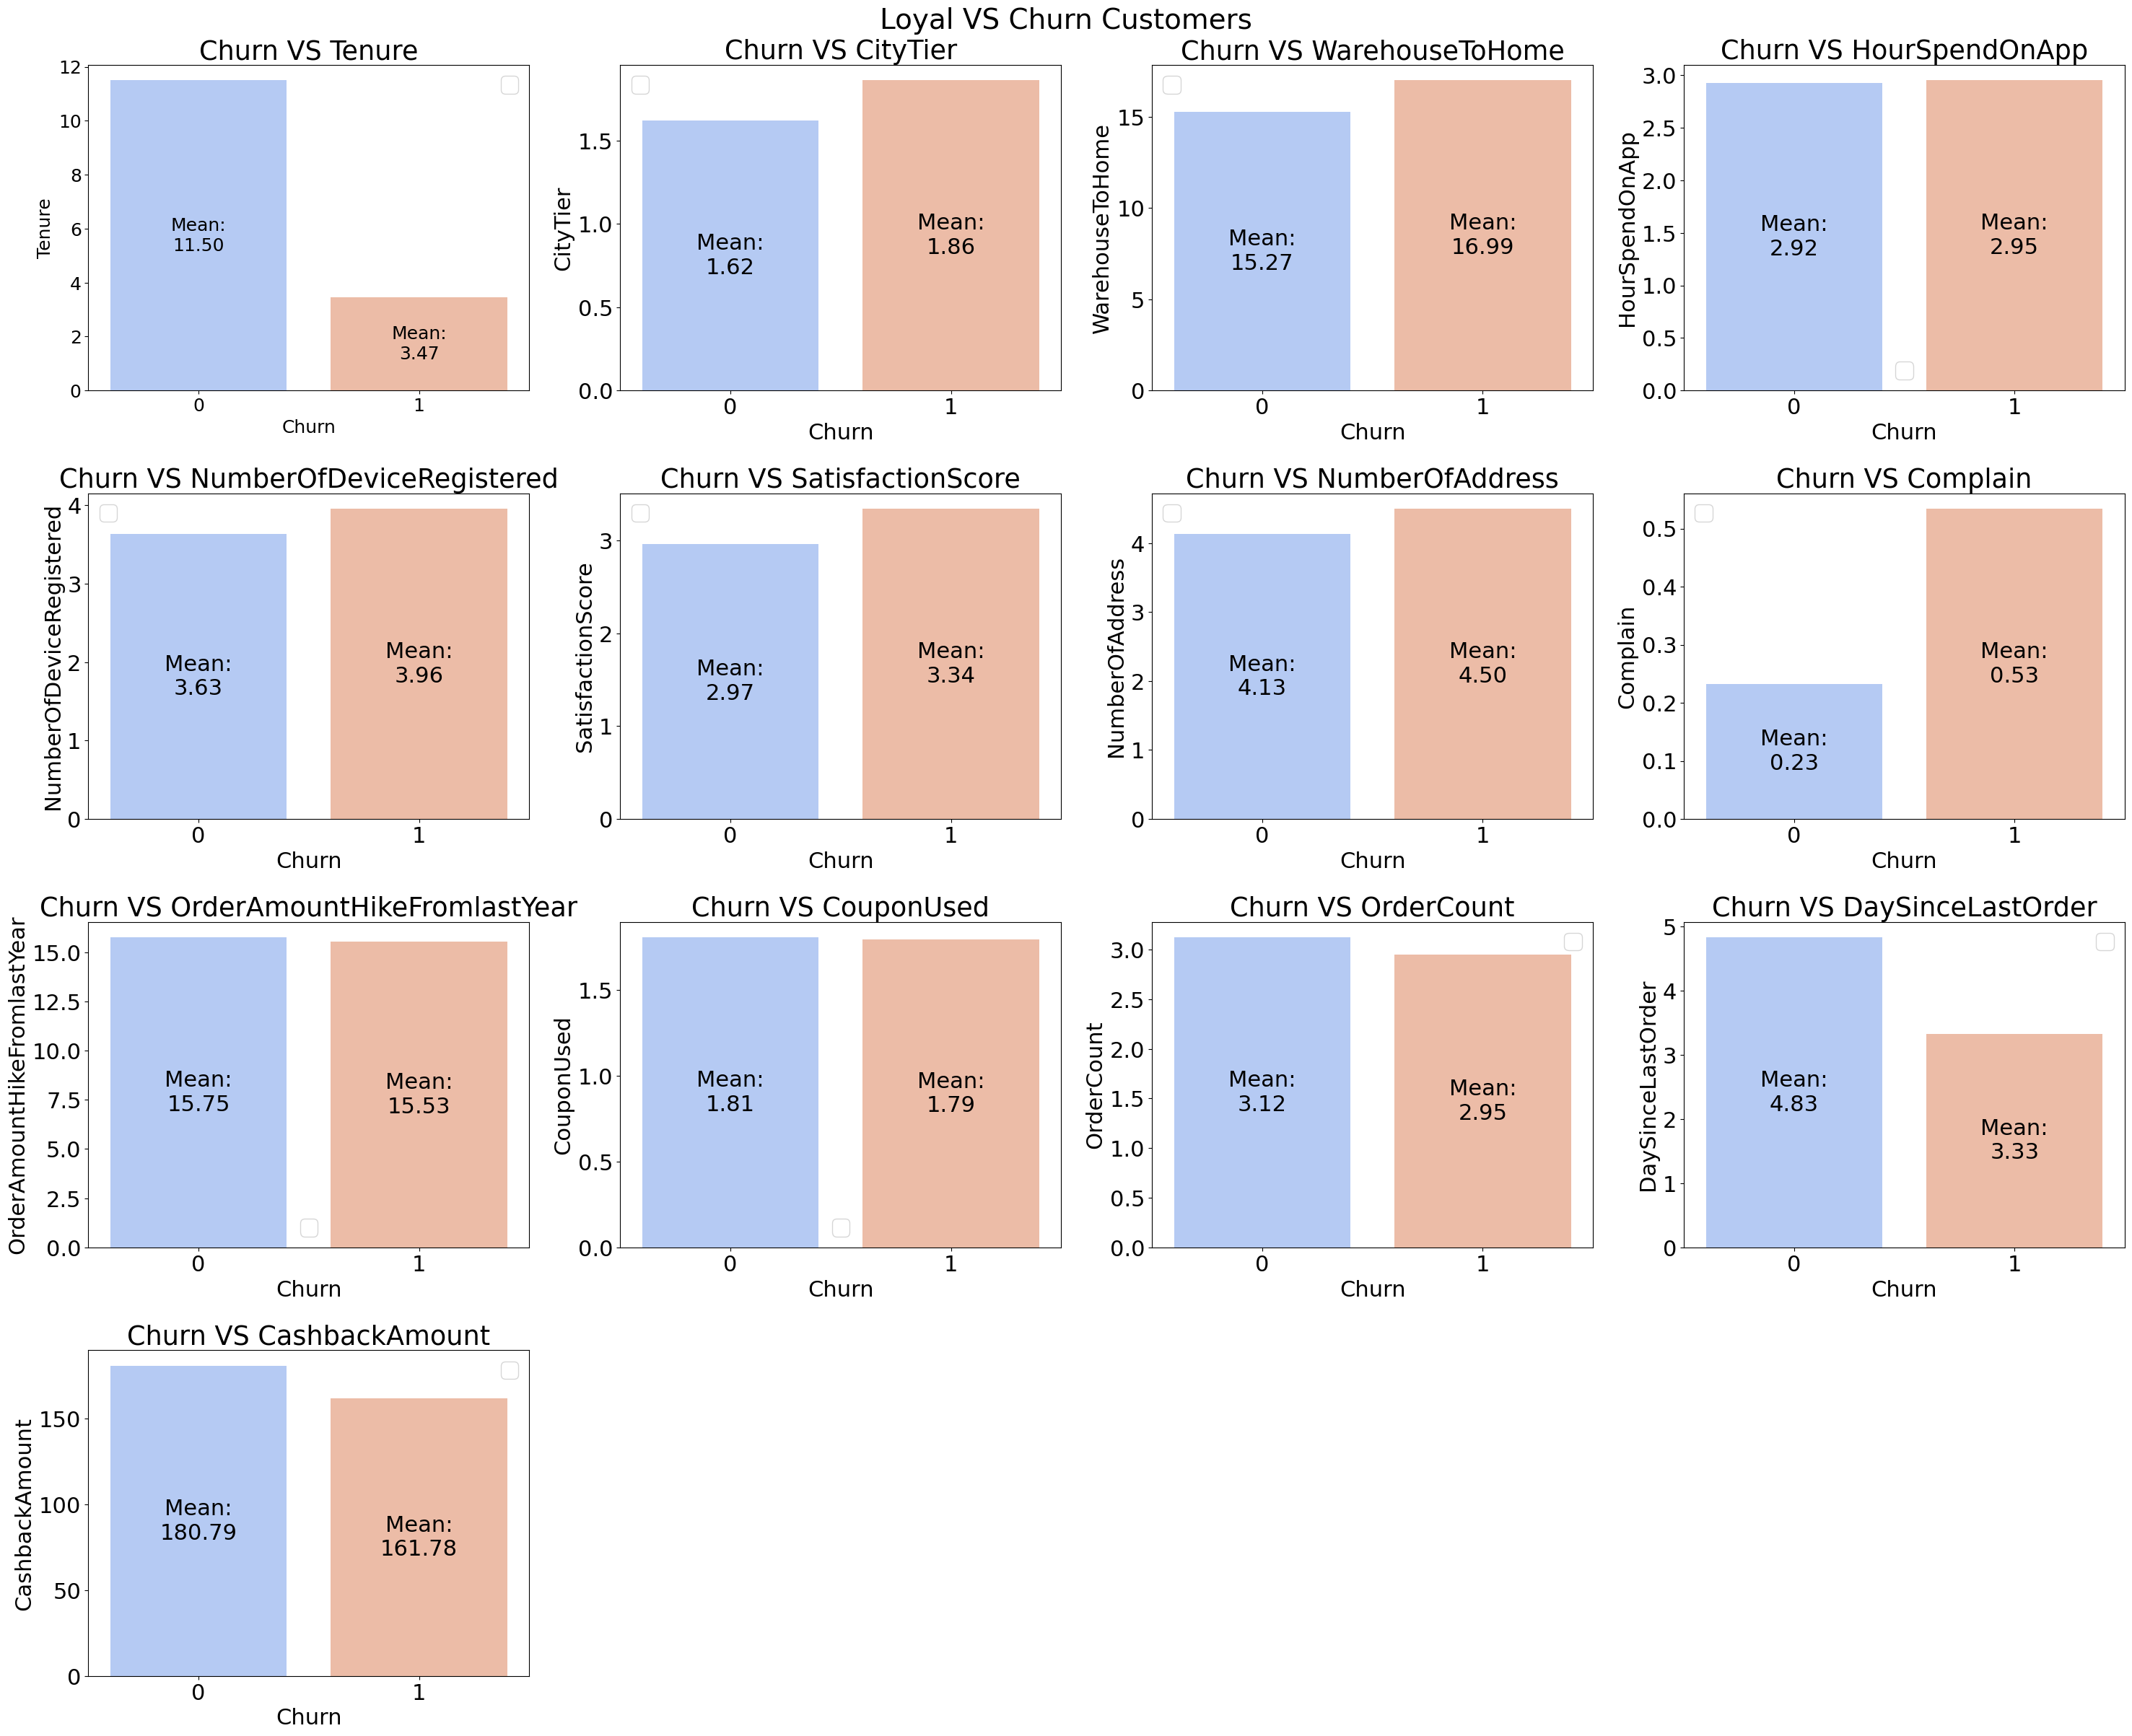 Loyal VS Churn Customers
Churn VS Tenure
Tenure
12
10
8
6
4
2
0
Mean:
11.50
Mean:
3.47
0
1
Churn
Churn VS CityTier
CityTier
1.5
1.0
0.5
0.0
Mean:
1.62
Mean:
1.86
0
1
Churn
Churn VS WarehouseToHome
WarehouseToHome
15
10
5
0
Mean:
15.27
Mean:
16.99
0
1
Churn
Churn VS HourSpendOnApp
HourSpendOnApp
3.0
2.5
2.0
1.5
1.0
0.5
0.0
Mean:
2.92
Mean:
2.95
0
1
Churn
Churn VS NumberOfDeviceRegistered
NumberOfDeviceRegistered
4
3
2
1
0
Mean:
3.63
Mean:
3.96
0
1
Churn
Churn VS SatisfactionScore
SatisfactionScore
3
2
1
0
Mean:
2.97
Mean:
3.34
0
1
Churn
Churn VS NumberOfAddress
NumberOfAddress
4
3
2
1
0
Mean:
4.13
Mean:
4.50
0
1
Churn
Churn VS Complain
Complain
0.5
0.4
0.3
0.2
0.1
0.0
Mean:
0.23
Mean:
0.53
0
1
Churn
Churn VS OrderAmountHikeFromlastYear
OrderAmountHikeFromlastYear
15.0
12.5
10.0
7.5
5.0
2.5
0.0
Mean:
15.75
Mean:
15.53
0
1
Churn
Churn VS CouponUsed
CouponUsed
1.5
1.0
0.5
0.0
Mean:
1.81
Mean:
1.79
0
1
Churn
Churn VS OrderCount
OrderCount
3.0
2.5
2.0
1.5
1.0
0.5
0.0
Mean:
3.12
Mean:
2.95
0
1
Churn
Churn VS DaySinceLastOrder
DaySinceLastOrder
5
4
3
2
1
0
Mean:
4.83
Mean:
3.33
0
1
Churn
Churn VS CashbackAmount
CashbackAmount
150
100
50
0
Mean:
180.79
Mean:
161.78
0
1
Churn